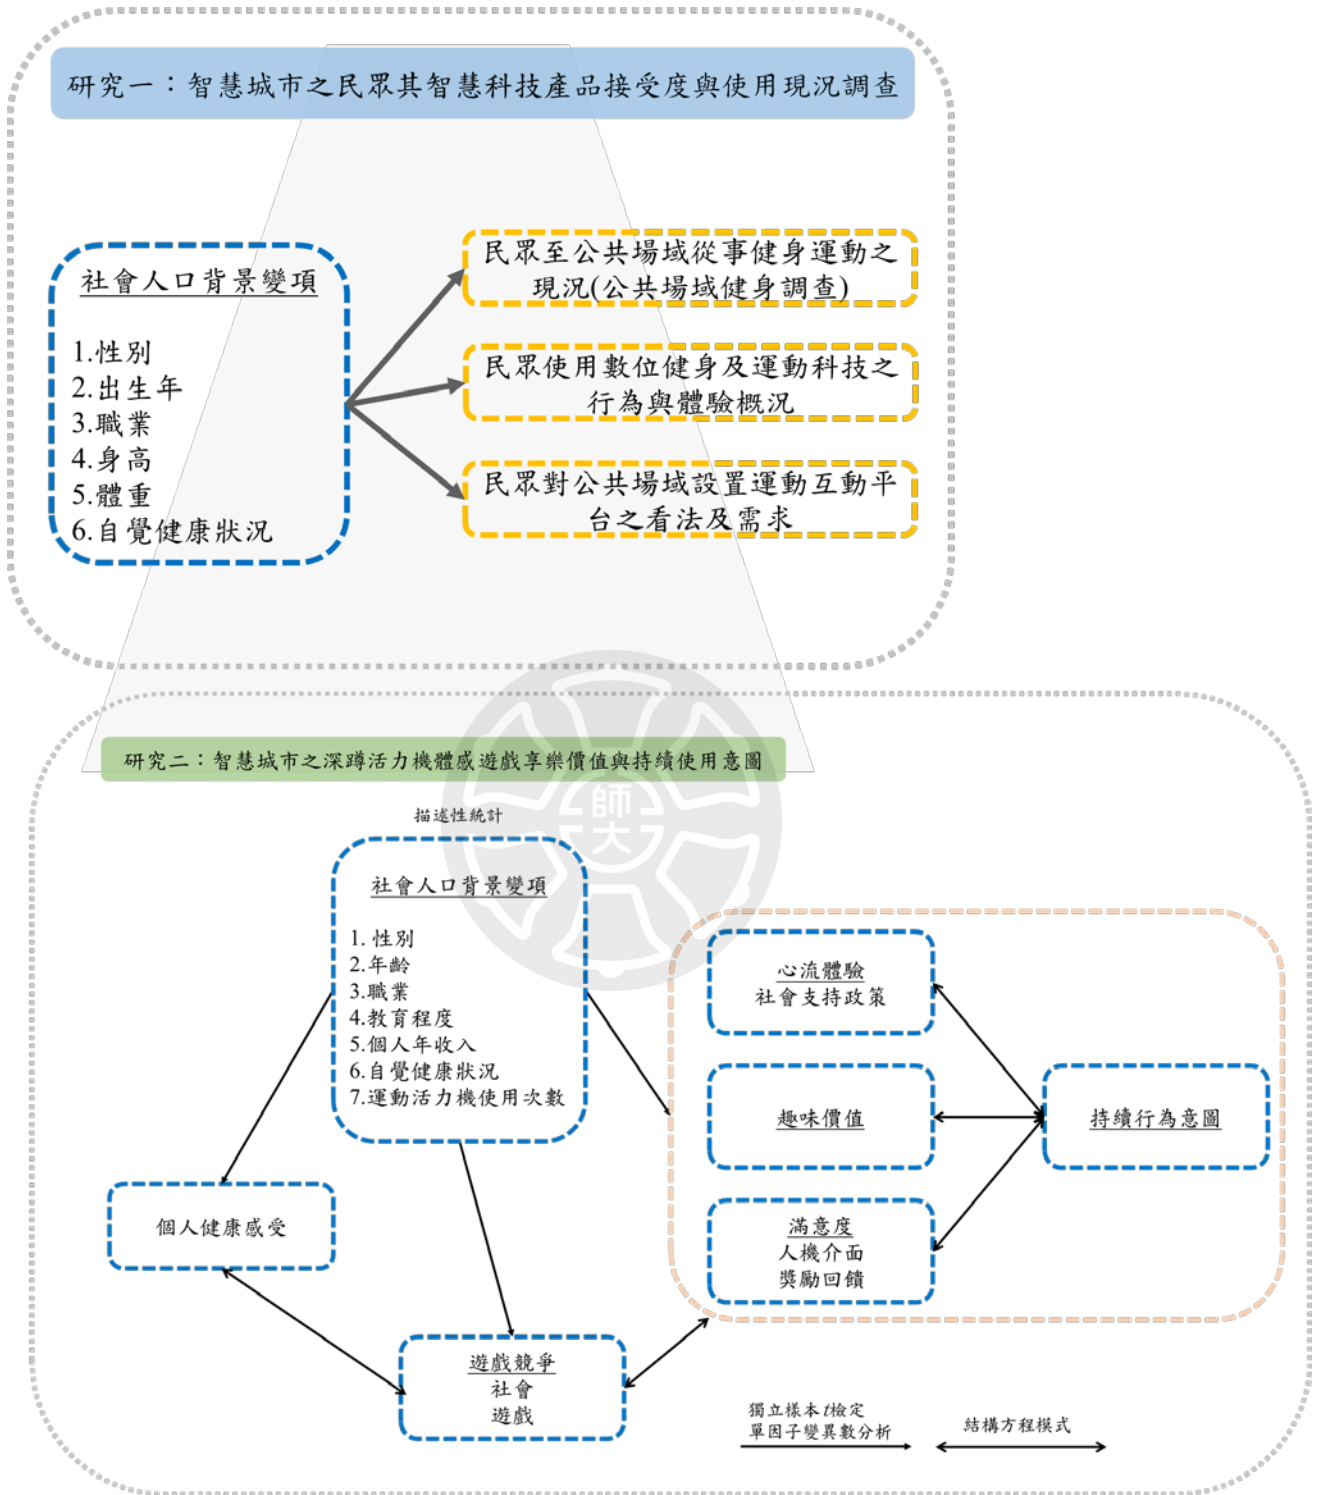 研究一：智慧城市之民眾其智慧科技產品接受度與使用現況調查
社會人口背景變項
1.性別
2.出生年
3.職業
4.身高
5.體重
6.自覺健康狀況
民眾至公共場域從事健身運動之
現況(公共場域健身調查)
民眾使用數位健身及運動科技之
行為與體驗概況
民眾對公共場域設置運動互動平
台之看法及需求
研究二：智慧城市之深蹲活力機體感遊戲享樂價值與持續使用意圖
師大
描述性統計
社會人口背景變項
1. 性別
2.年齡
3.職業
4.教育程度
5.個人年收入
6.自覺健康狀況
7.運動活力機使用次數
心流體驗
社會支持政策
趣味價值
滿意度
人機介面
獎勵回饋
持續行為意圖
個人健康感受
遊戲競爭
社會
遊戲
獨立樣本 t檢定
單因子變異數分析
結構方程模式